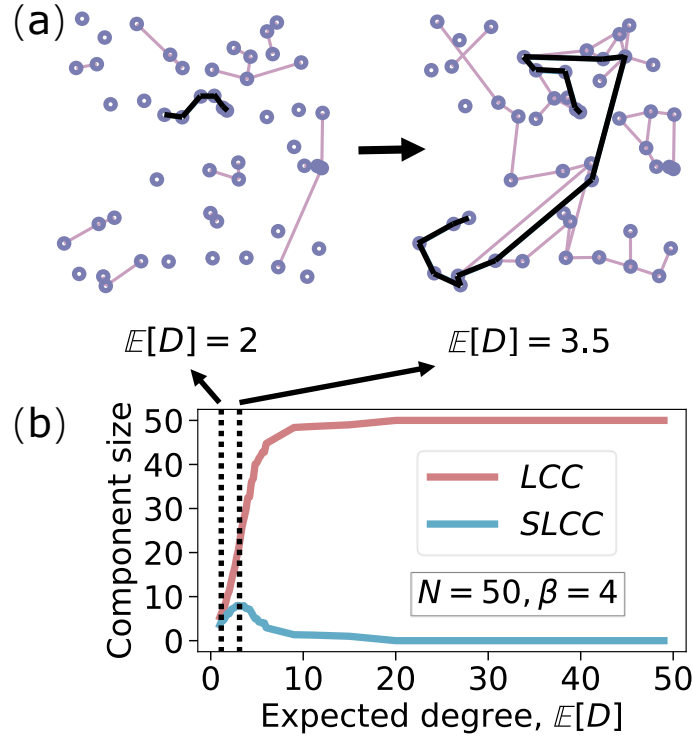 (a)
𝔼[D] = 2
𝔼[D] = 3.5
(b)
Component size
50
40
30
20
10
0
LCC
SLCC
N = 50, β = 4
0 10 20 30 40 50
Expected degree, 𝔼[D]